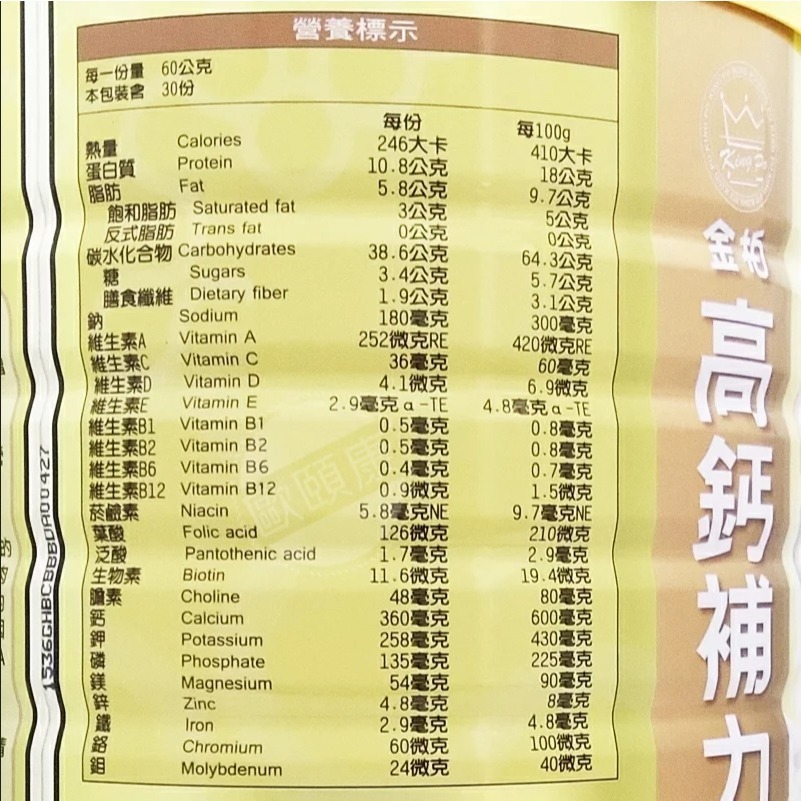 營養標示
每一份量 60公克
本包裝含 30份
每份 每100g
熱量 Calories 246大卡 410大卡
蛋白質 Protein 10.8公克 18公克
脂肪 Fat 5.8公克 9.7公克
飽和脂肪 Saturated fat 3公克 5公克
反式脂肪 Trans fat 0公克 0公克
碳水化合物 Carbohydrates 38.6公克 64.3公克
糖 Sugars 3.4公克 5.7公克
膳食纖維 Dietary fiber 1.9公克 3.1公克
鈉 Sodium 180毫克 300毫克
維生素A Vitamin A 252微克RE 420微克RE
維生素C Vitamin C 36毫克 60毫克
維生素D Vitamin D 4.1微克 6.9微克
維生素E Vitamin E 2.9毫克α-TE 4.8毫克α-TE
維生素B1 Vitamin B1 0.5毫克 0.8毫克
維生素B2 Vitamin B2 0.5毫克 0.8毫克
維生素B6 Vitamin B6 0.4毫克 0.7毫克
維生素B12 Vitamin B12 0.9微克 1.5微克
菸鹼素 Niacin 5.8毫克NE 9.7毫克NE
葉酸 Folic acid 126微克 210微克
泛酸 Pantothenic acid 1.7毫克 2.9毫克
生物素 Biotin 11.6微克 19.4微克
膽素 Choline 48毫克 80毫克
鈣 Calcium 360毫克 600毫克
鉀 Potassium 258毫克 430毫克
磷 Phosphate 135毫克 225毫克
鎂 Magnesium 54毫克 90毫克
鋅 Zinc 4.8毫克 8毫克
鐵 Iron 2.9毫克 4.8毫克
鉻 Chromium 60微克 100微克
鉬 Molybdenum 24微克 40微克
歐頤康
金柏
高鈣補力